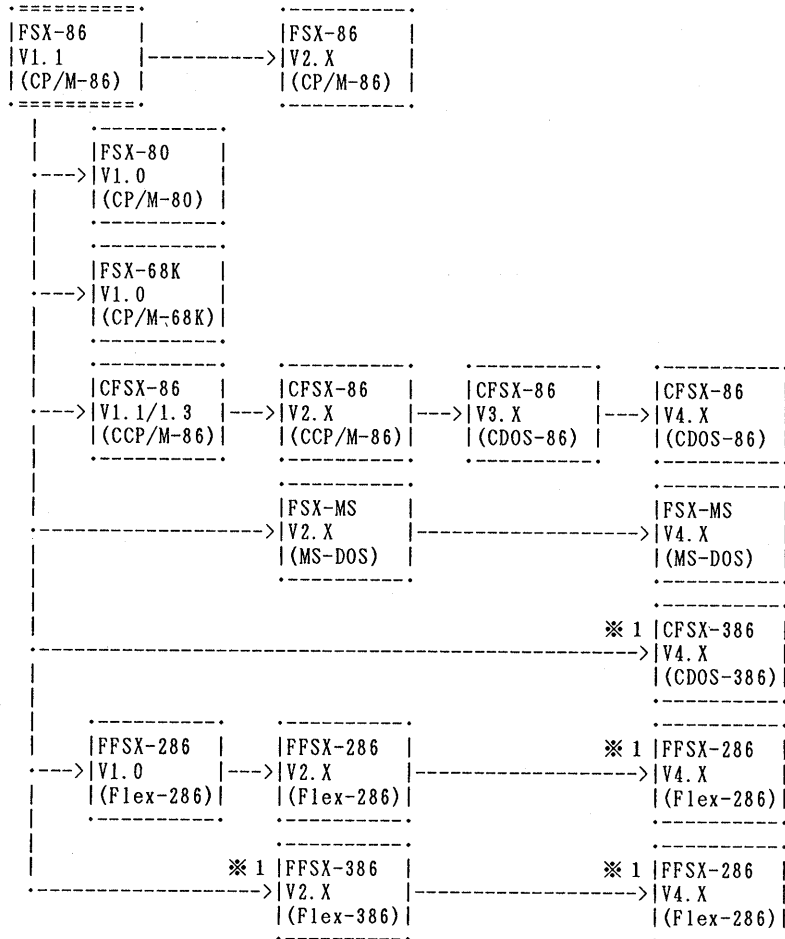 FSX-86 FSX-86
V1.1 V2.X
(CP/M-86) (CP/M-86)
FSX-80
V1.0
(CP/M-80)
FSX-68K
V1.0
(CP/M-68K)
CFSX-86 CFSX-86 CFSX-86 CFSX-86
V1.1/1.3 V2.X V3.X V4.X
(CCP/M-86) (CCP/M-86) (CDOS-86) (CDOS-86)
FSX-MS FSX-MS
V2.X V4.X
(MS-DOS) (MS-DOS)
※1 CFSX-386
V4.X
(CDOS-386)
FFSX-286 FFSX-286 ※1 FFSX-286
V1.0 V2.X V4.X
(Flex-286) (Flex-286) (Flex-286)
※1 FFSX-386 ※1 FFSX-286
V2.X V4.X
(Flex-386) (Flex-286)